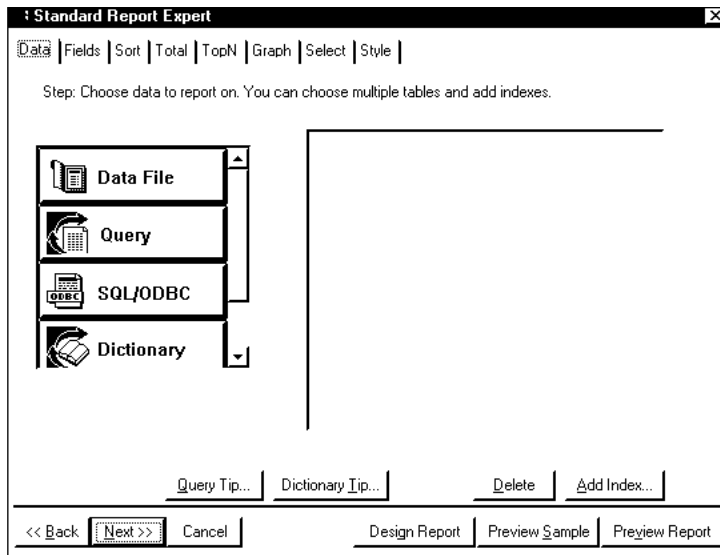 Standard Report Expert
Data Fields Sort Total TopN Graph Select Style
Step: Choose data to report on. You can choose multiple tables and add indexes.
Data File
Query
ODBC SQL/ODBC
Dictionary
Query Tip... Dictionary Tip... Delete Add Index...
<< Back Next >> Cancel Design Report Preview Sample Preview Report